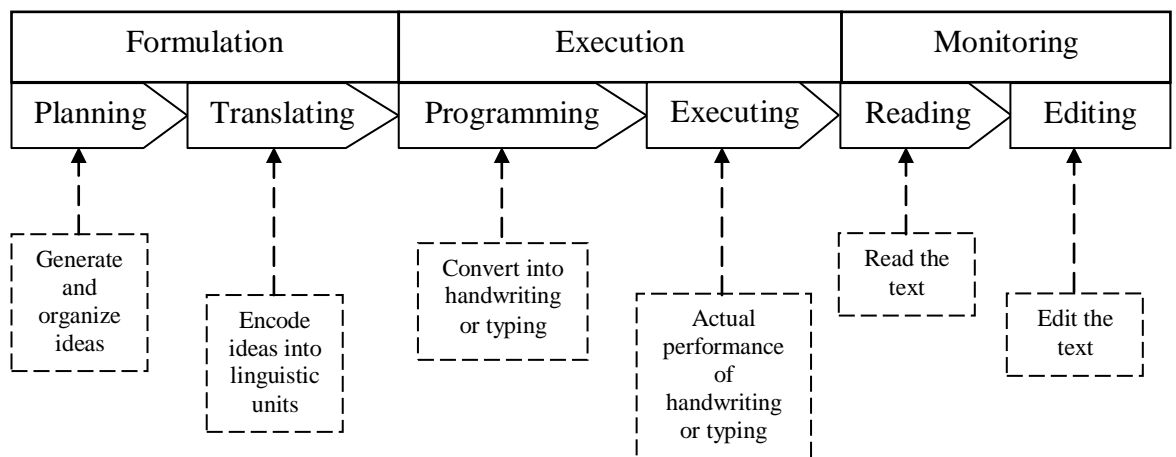 Formulation
Execution
Monitoring
Planning
Translating
Programming
Executing
Reading
Editing
Generate
and
organize
ideas
Encode
ideas into
linguistic
units
Convert into
handwriting
or typing
Actual
performance
of
handwriting
or typing
Read the
text
Edit the
text